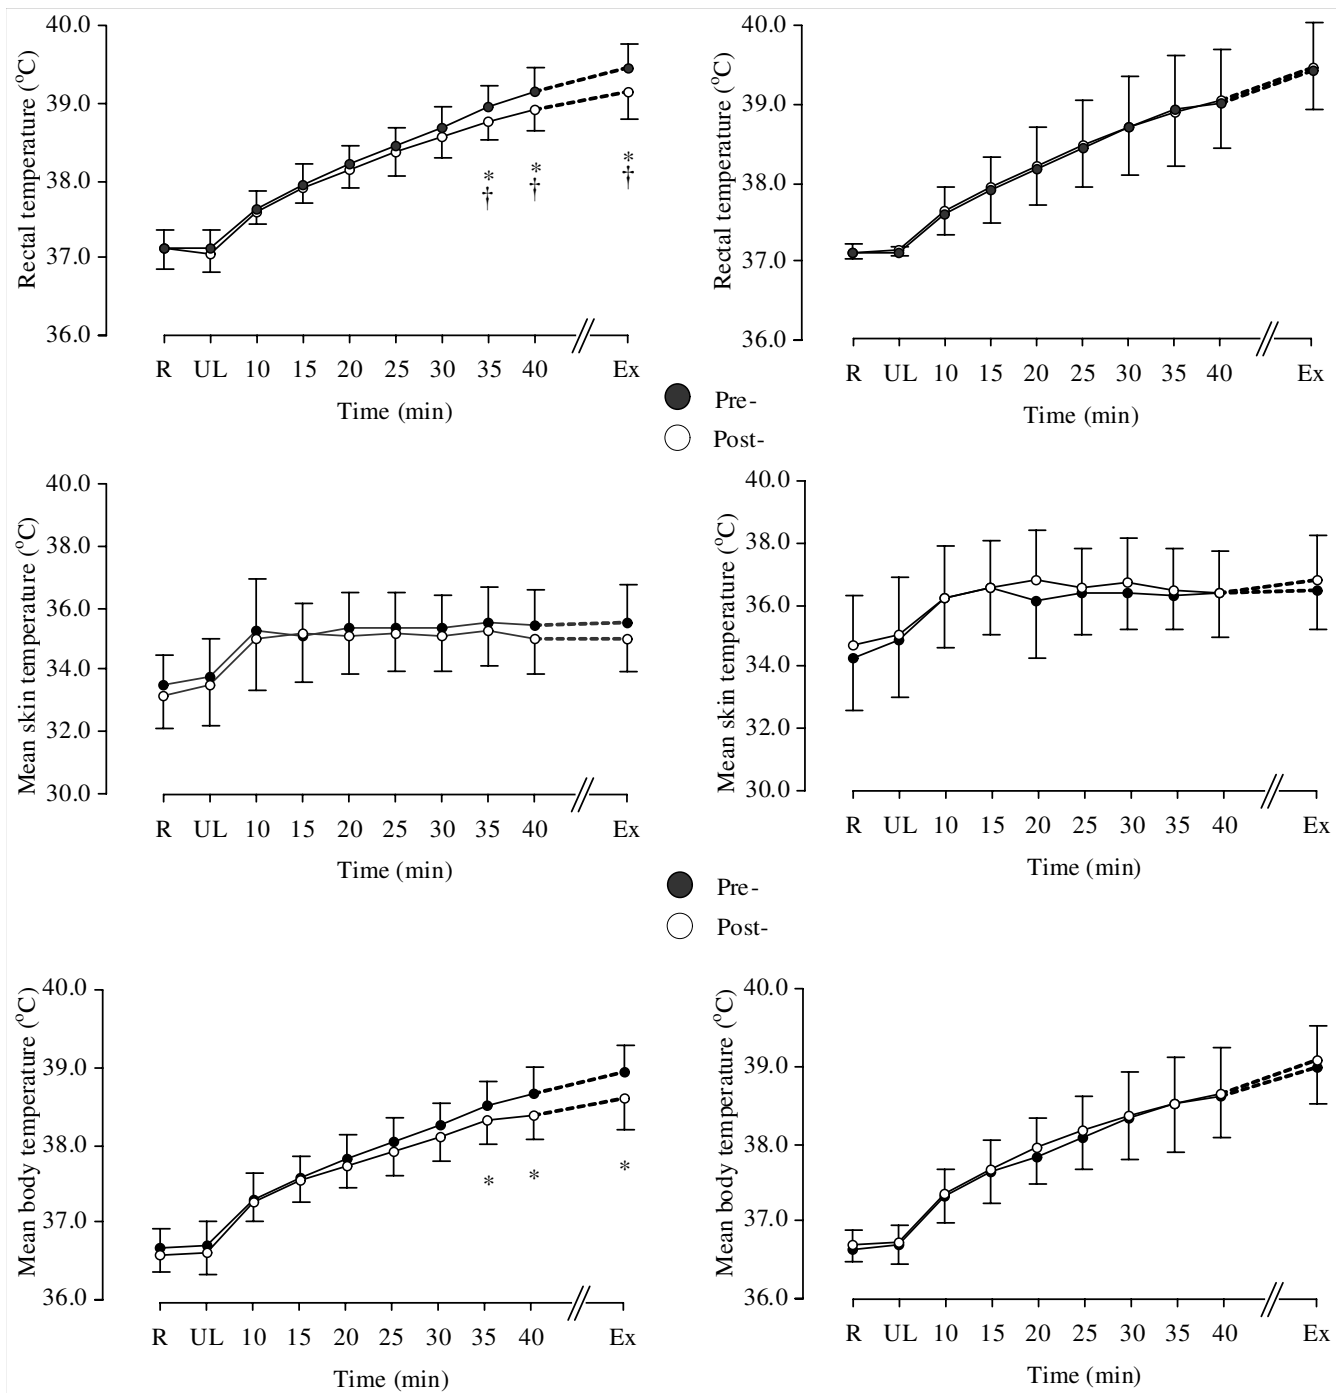 Rectal temperature (°C)
40.0
39.0
38.0
37.0
36.0
* * *
† † †
R UL 10 15 20 25 30 35 40 Ex
Time (min)
Rectal temperature (°C)
40.0
39.0
38.0
37.0
36.0
R UL 10 15 20 25 30 35 40 Ex
Time (min)
Pre-
Post-
Mean skin temperature (°C)
40.0
38.0
36.0
34.0
32.0
30.0
R UL 10 15 20 25 30 35 40 Ex
Time (min)
Mean skin temperature (°C)
40.0
38.0
36.0
34.0
32.0
30.0
R UL 10 15 20 25 30 35 40 Ex
Time (min)
Pre-
Post-
Mean body temperature (°C)
40.0
39.0
38.0
37.0
36.0
* * *
R UL 10 15 20 25 30 35 40 Ex
Time (min)
Mean body temperature (°C)
40.0
39.0
38.0
37.0
36.0
R UL 10 15 20 25 30 35 40 Ex
Time (min)